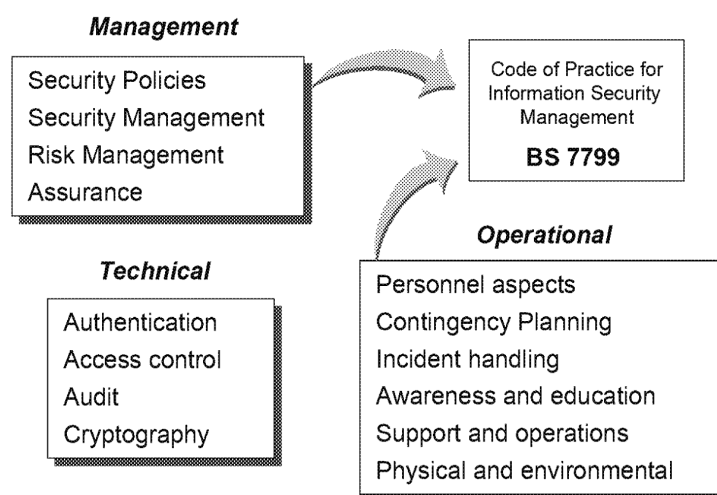 Management
Security Policies
Security Management
Risk Management
Assurance
Code of Practice for
Information Security
Management
BS 7799
Technical
Authentication
Access control
Audit
Cryptography
Operational
Personnel aspects
Contingency Planning
Incident handling
Awareness and education
Support and operations
Physical and environmental